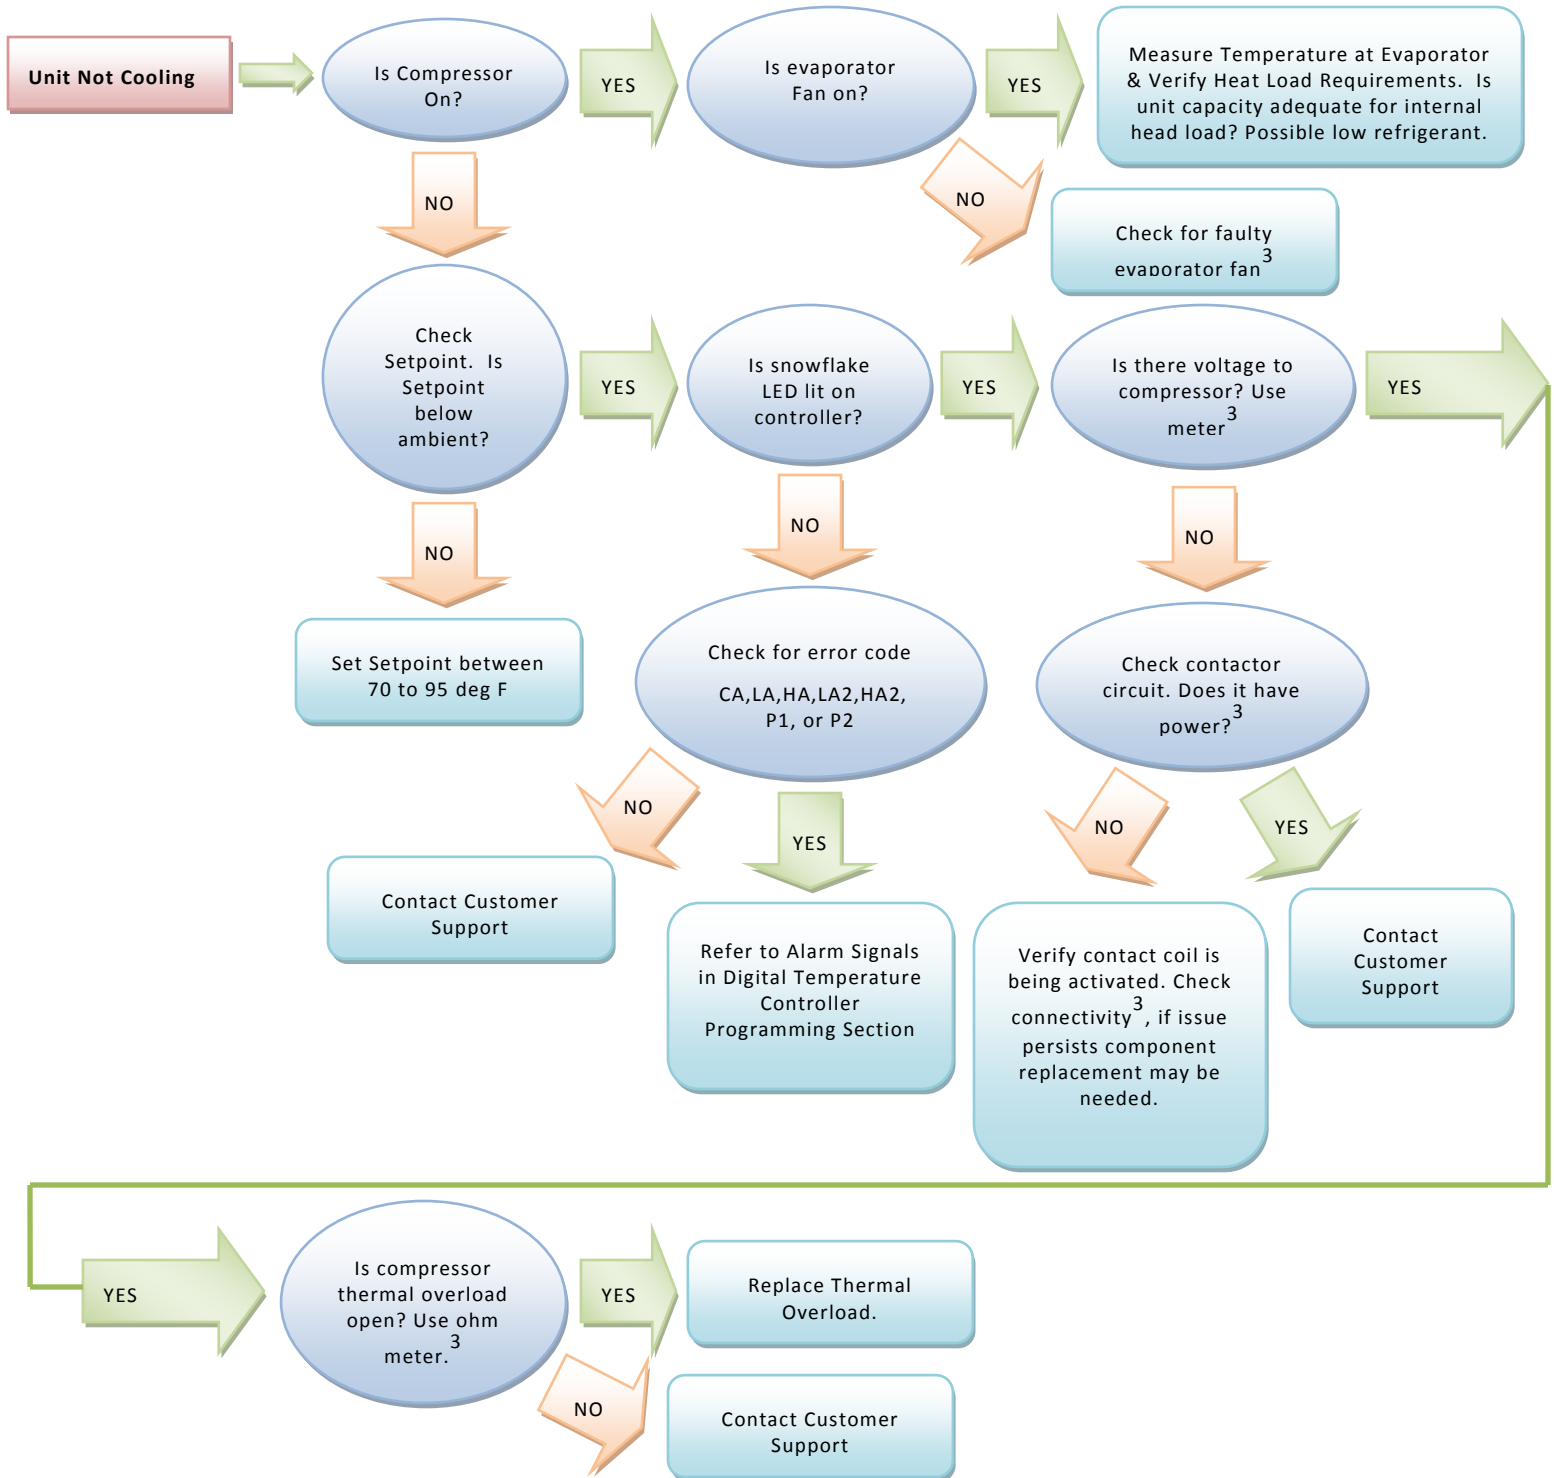 Unit Not Cooling
Is Compressor
On?
YES
Is evaporator
Fan on?
YES
Measure Temperature at Evaporator
& Verify Heat Load Requirements. Is
unit capacity adequate for internal
head load? Possible low refrigerant.
NO
NO
Check for faulty
evaporator fan3
Check
Setpoint. Is
Setpoint
below
ambient?
YES
Is snowflake
LED lit on
controller?
YES
Is there voltage to
compressor? Use
meter3
YES
NO
NO
NO
Set Setpoint between
70 to 95 deg F
Check for error code
CA,LA,HA,LA2,HA2,
P1, or P2
Check contactor
circuit. Does it have
power?3
NO
YES
NO
YES
Contact Customer
Support
Refer to Alarm Signals
in Digital Temperature
Controller
Programming Section
Verify contact coil is
being activated. Check
connectivity3, if issue
persists component
replacement may be
needed.
Contact
Customer
Support
YES
Is compressor
thermal overload
open? Use ohm
meter.3
YES
Replace Thermal
Overload.
NO
Contact Customer
Support